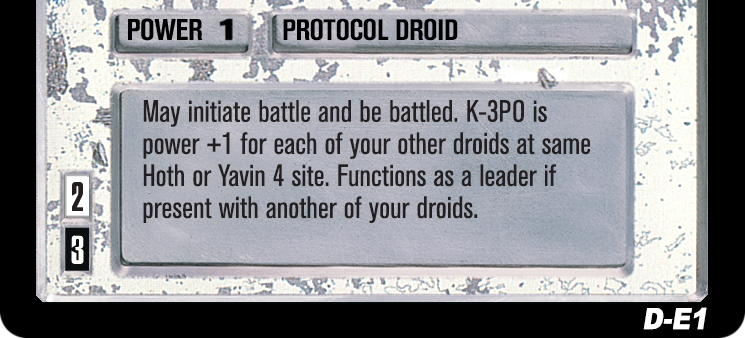 POWER 1 PROTOCOL DROID
May initiate battle and be battled. K-3PO is
power +1 for each of your other droids at same
Hoth or Yavin 4 site. Functions as a leader if
present with another of your droids.
2
3
D-E1